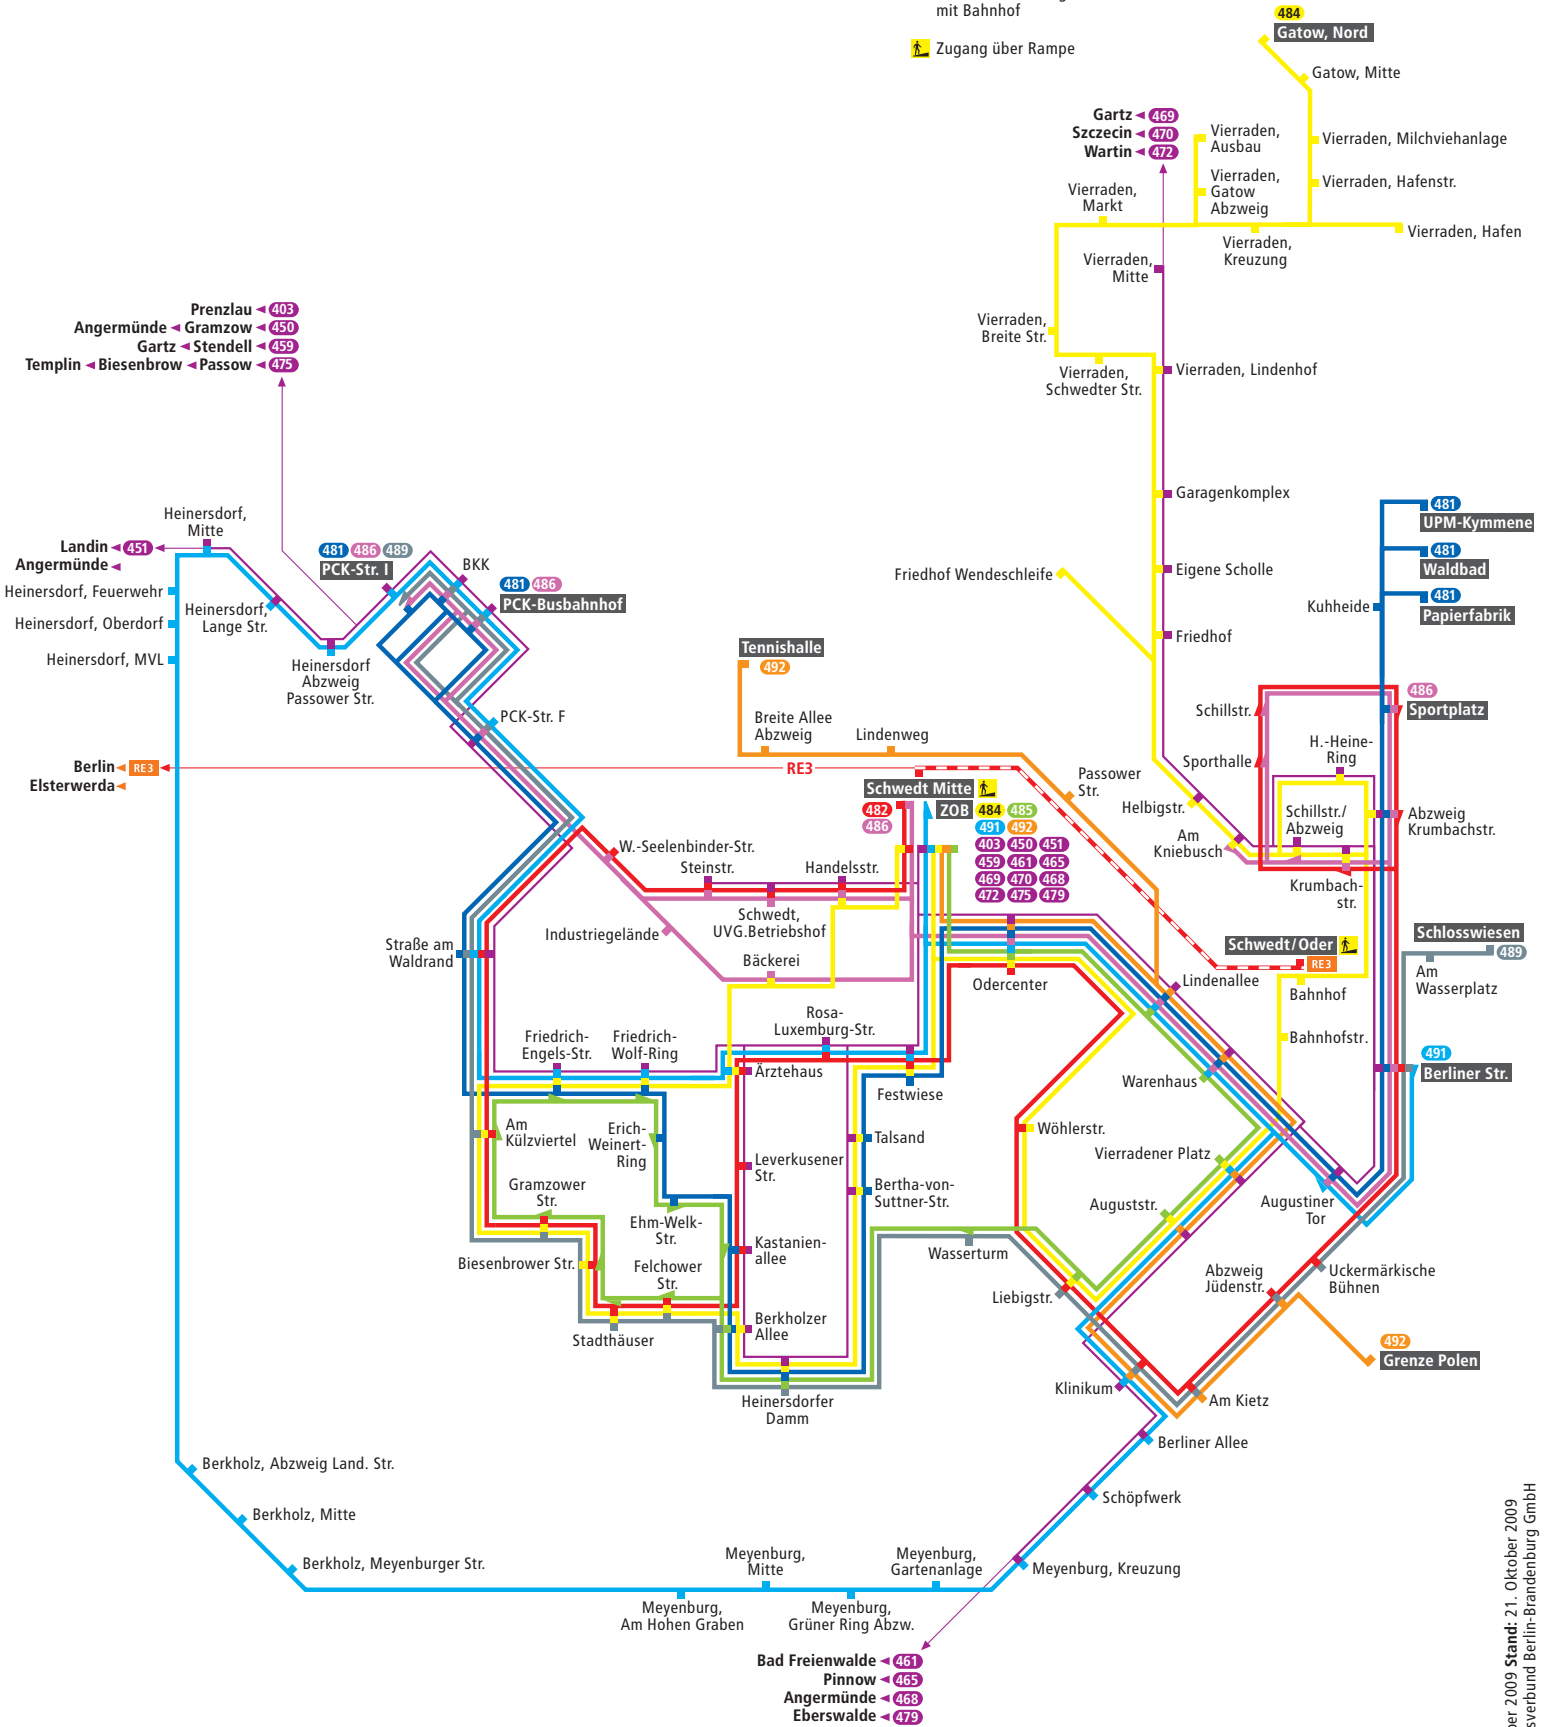 mit Bahnhof
Zugang über Rampe
484
Gatow, Nord
Gatow, Mitte
Gartz 469
Szczecin 470
Wartin 472
Vierraden,
Ausbau
Vierraden, Milchviehanlage
Vierraden,
Gatow
Abzweig
Vierraden, Hafenstr.
Vierraden,
Markt
Vierraden, Hafen
Vierraden,
Kreuzung
Vierraden,
Mitte
Vierraden,
Breite Str.
Vierraden,
Schwedter Str.
Vierraden, Lindenhof
Prenzlau 403
Angermünde Gramzow 450
Gartz Stendell 459
Templin Biesenbrow Passow 475
Garagenkomplex
Eigene Scholle
Friedhof Wendeschleife
Friedhof
481
UPM-Kymmene
481
Waldbad
481
Papierfabrik
Kuhheide
Heinersdorf,
Mitte
Landin 451
Angermünde
Heinersdorf, Feuerwehr
Heinersdorf, Oberdorf
Heinersdorf, MVL
Heinersdorf,
Lange Str.
Heinersdorf
Abzweig
Passower Str.
481 486 489
PCK-Str. I
BKK
481 486
PCK-Busbahnhof
PCK-Str. F
Tennishalle
492
Breite Allee
Abzweig
Lindenweg
Passower
Str.
Berlin RE3
Elsterwerda
RE3
Schwedt Mitte
482
486
ZOB 484 485
491 492
403 450 451
459 461 465
469 470 468
472 475 479
486
Sportplatz
Schillstr.
Sporthalle
H.-Heine-
Ring
Helbigstr.
Am
Kniebusch
Schillstr./
Abzweig
Abzweig
Krumbachstr.
Krumbach-
str.
W.-Seelenbinder-Str.
Steinstr.
Handelsstr.
Schwedt,
UVG.Betriebshof
Industriegelände
Bäckerei
Straße am
Waldrand
Odercenter
Schwedt/Oder
RE3
Lindenallee
Bahnhof
Bahnhofstr.
Schlosswiesen
489
Am
Wasserplatz
491
Berliner Str.
Friedrich-
Engels-Str.
Friedrich-
Wolf-Ring
Rosa-
Luxemburg-Str.
Ärztehaus
Festwiese
Warenhaus
Am
Külzviertel
Erich-
Weinert-
Ring
Talsand
Wöhlerstr.
Vierradener Platz
Leverkusener
Str.
Bertha-von-
Suttner-Str.
Gramzower
Str.
Ehm-Welk-
Str.
Auguststr.
Augustiner
Tor
Biesenbrower Str.
Felchower
Str.
Kastanien-
allee
Wasserturm
Liebigstr.
Abzweig
Jüdenstr.
Uckermärkische
Bühnen
Stadthäuser
Berkholzer
Allee
Heinersdorfer
Damm
492
Grenze Polen
Klinikum
Am Kietz
Berliner Allee
Schöpfwerk
Berkholz, Abzweig Land. Str.
Berkholz, Mitte
Berkholz, Meyenburger Str.
Meyenburg,
Mitte
Meyenburg,
Gartenanlage
Meyenburg, Kreuzung
Meyenburg,
Am Hohen Graben
Meyenburg,
Grüner Ring Abzw.
Bad Freienwalde 461
Pinnow 465
Angermünde 468
Eberswalde 479
2009 Stand: 21. Oktober 2009
Berlin-Brandenburg GmbH